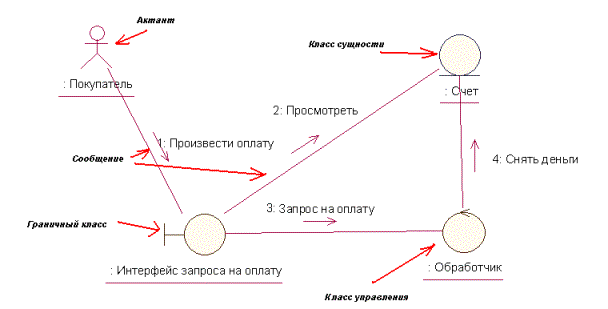 Актант
Класс сущности
: Покупатель
: Счет
2: Просмотреть
1: Произвести оплату
Сообщение
4: Снять деньги
3: Запрос на оплату
Граничный класс
: Интерфейс запроса на оплату
: Обработчик
Класс управления